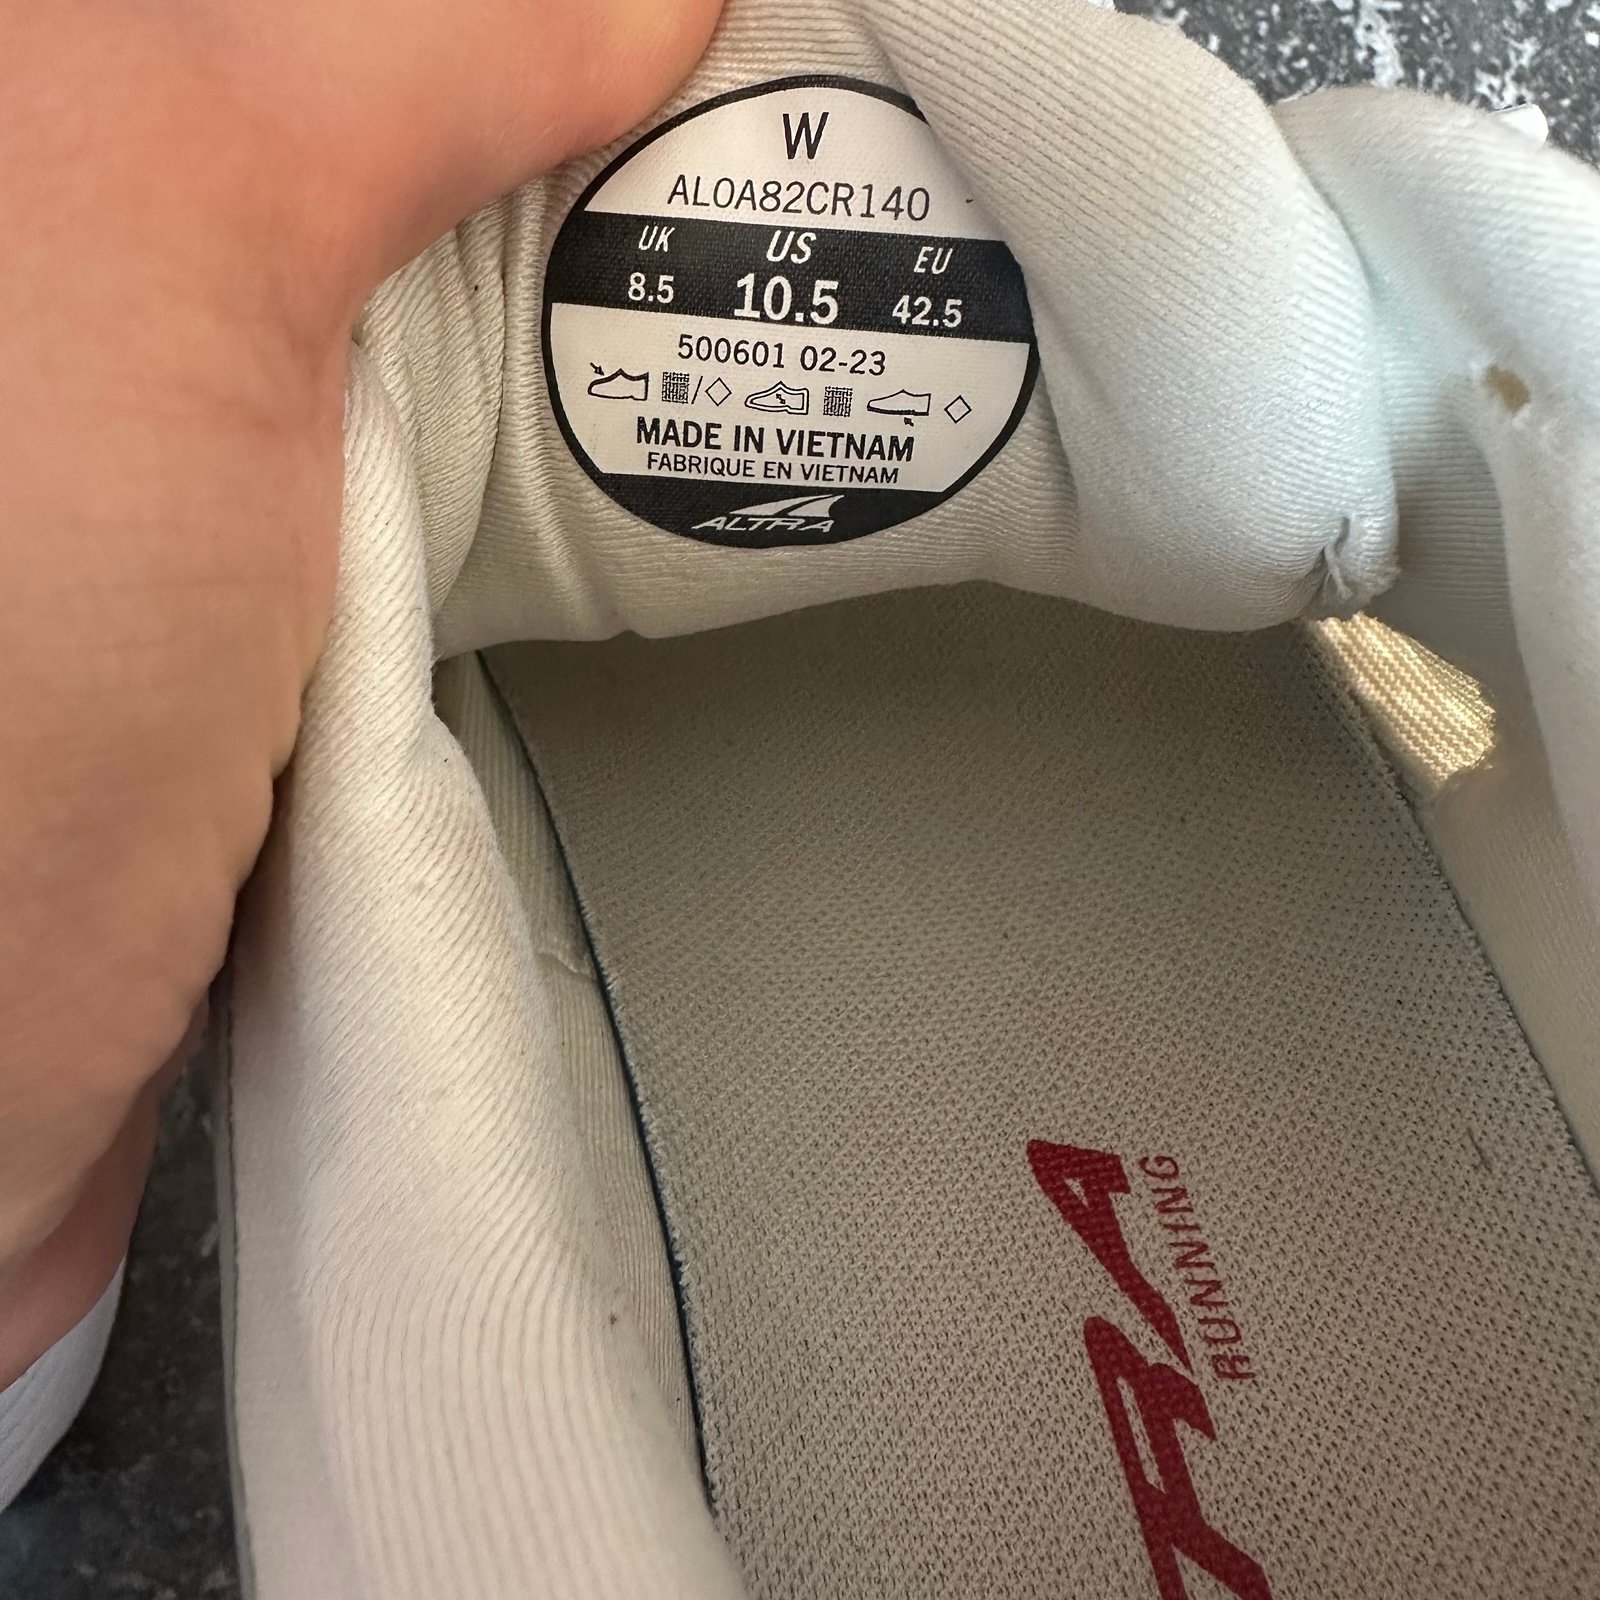 W
AL0A82CR140
UK US EU
8.5 10.5 42.5
500601 02-23
MADE IN VIETNAM
FABRIQUE EN VIETNAM
ALTRA
RUNNING